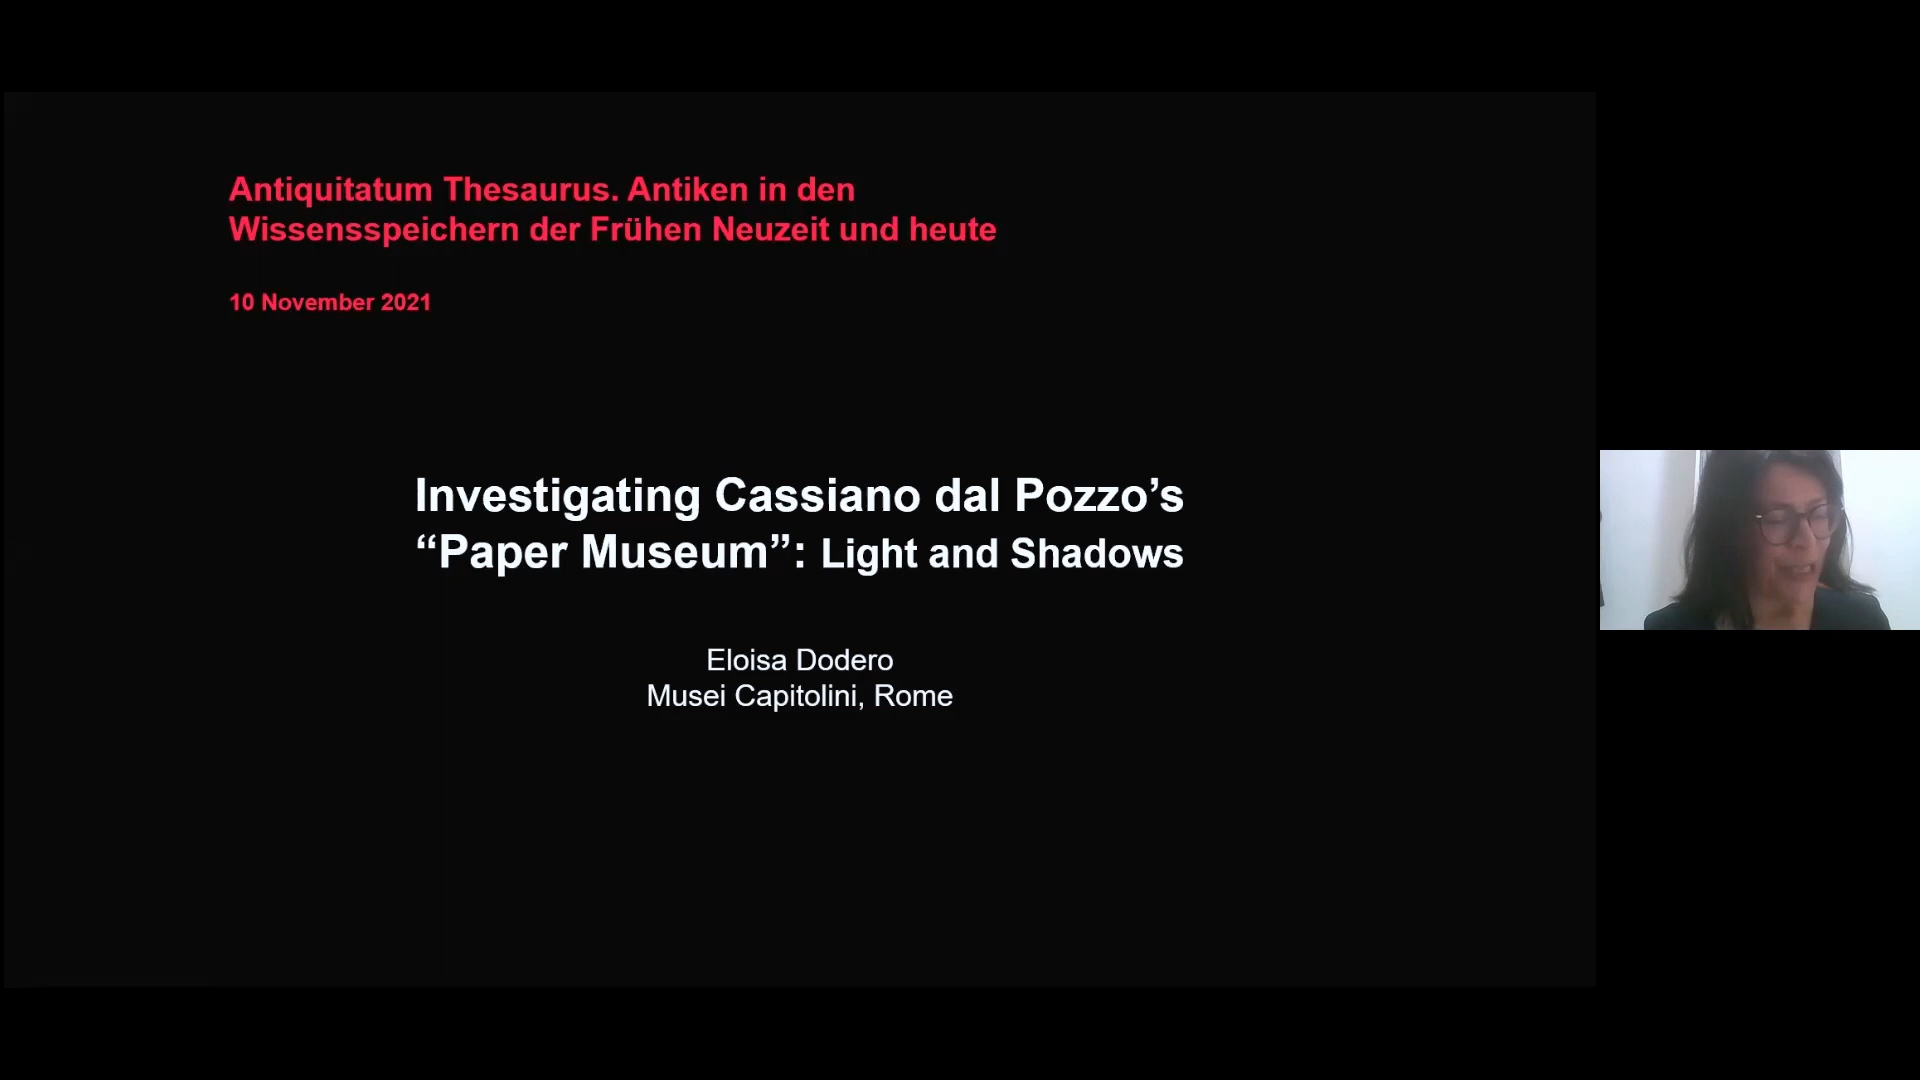 Antiquitatum Thesaurus. Antiken in den
Wissensspeichern der Frühen Neuzeit und heute
10 November 2021
Investigating Cassiano dal Pozzo’s
“Paper Museum”: Light and Shadows
Eloisa Dodero
Musei Capitolini, Rome